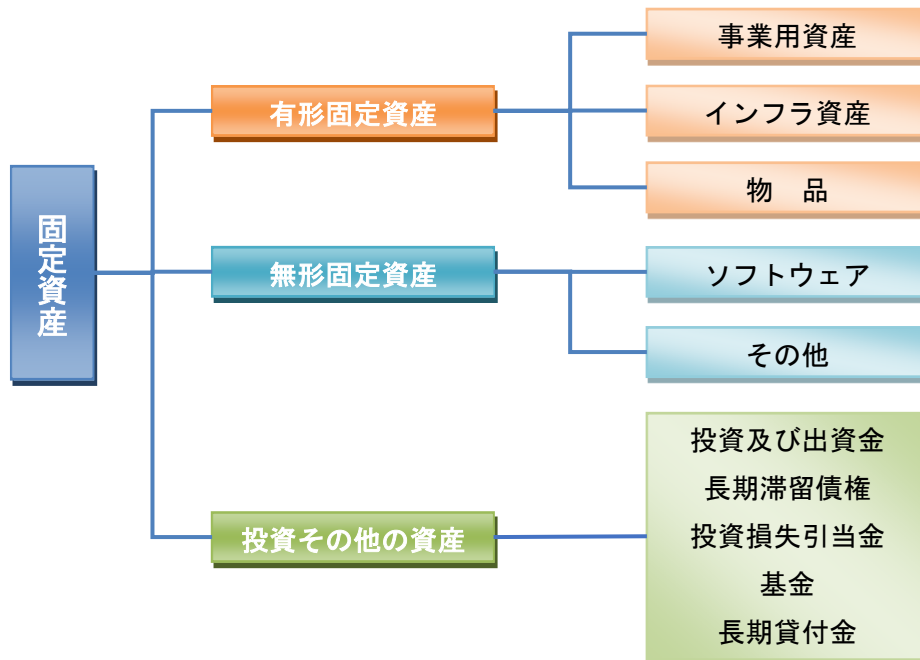 固定資産
有形固定資産
事業用資産
インフラ資産
物　品
無形固定資産
ソフトウェア
その他
投資その他の資産
投資及び出資金
長期滞留債権
投資損失引当金
基金
長期貸付金